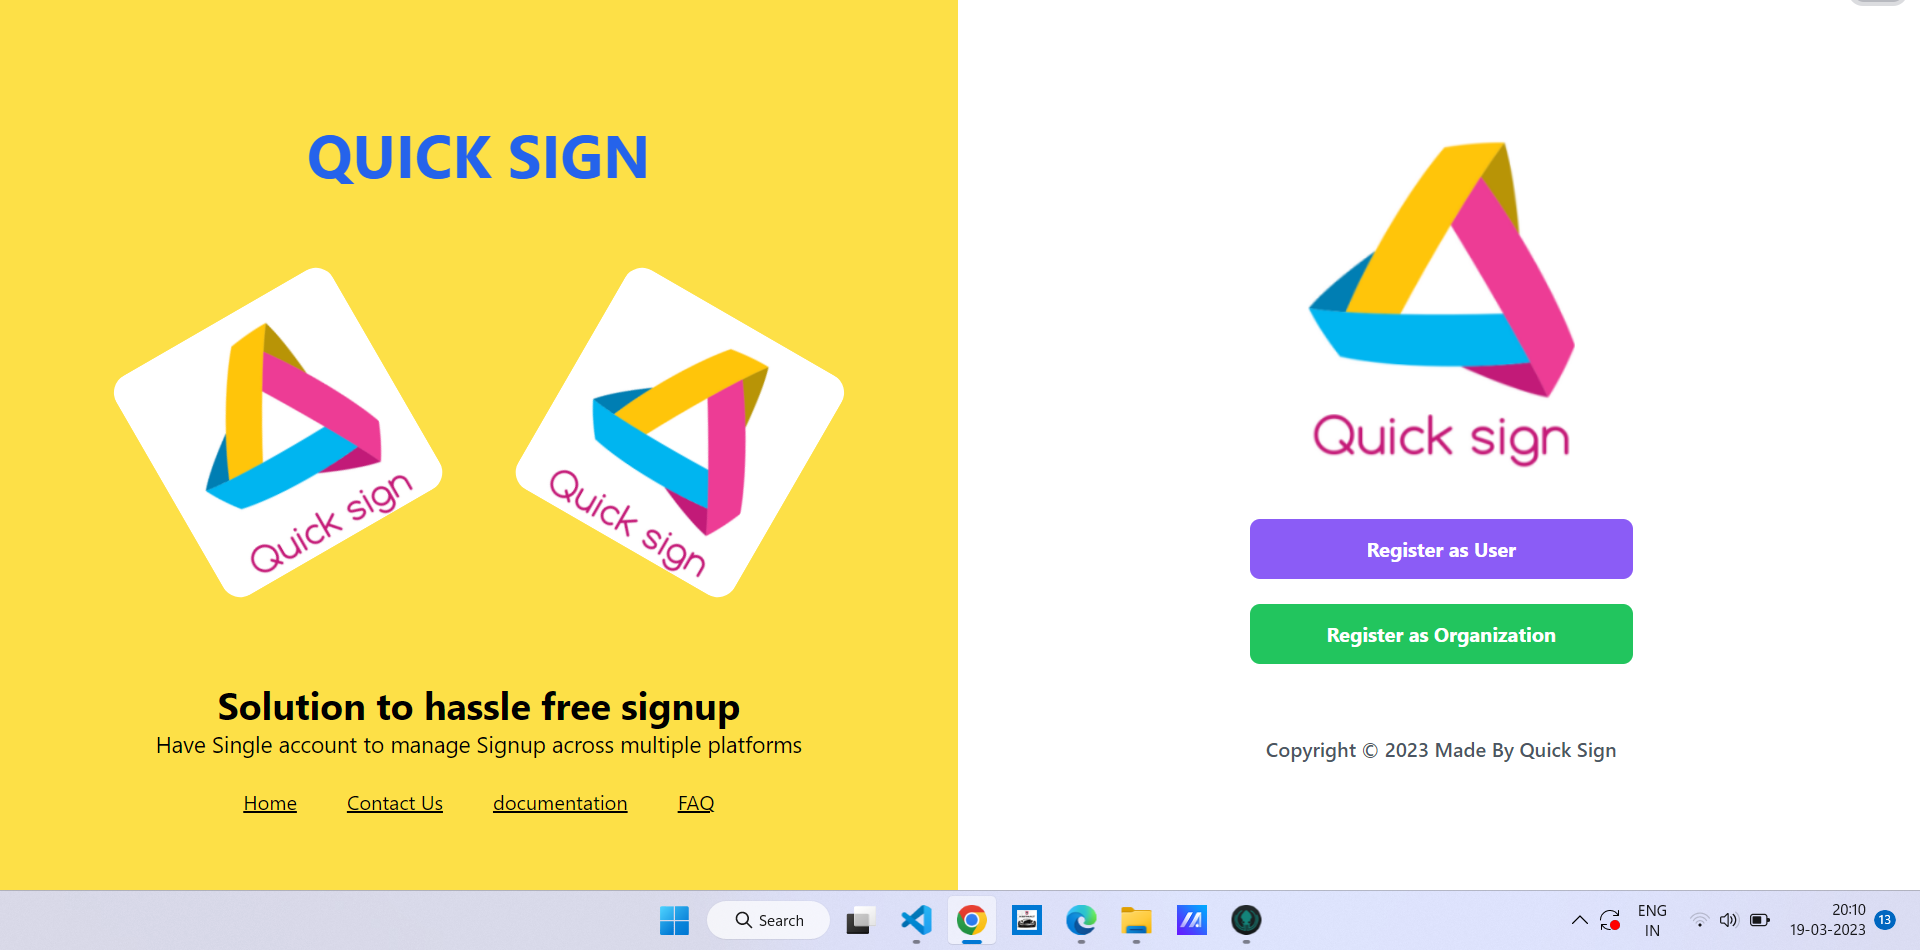 QUICK SIGN
Quick sign
Quick sign
Solution to hassle free signup
Have Single account to manage Signup across multiple platforms
Home Contact Us documentation FAQ
Quick sign
Register as User
Register as Organization
Copyright © 2023 Made By Quick Sign
Search
ENG
IN
20:10
19-03-2023
13